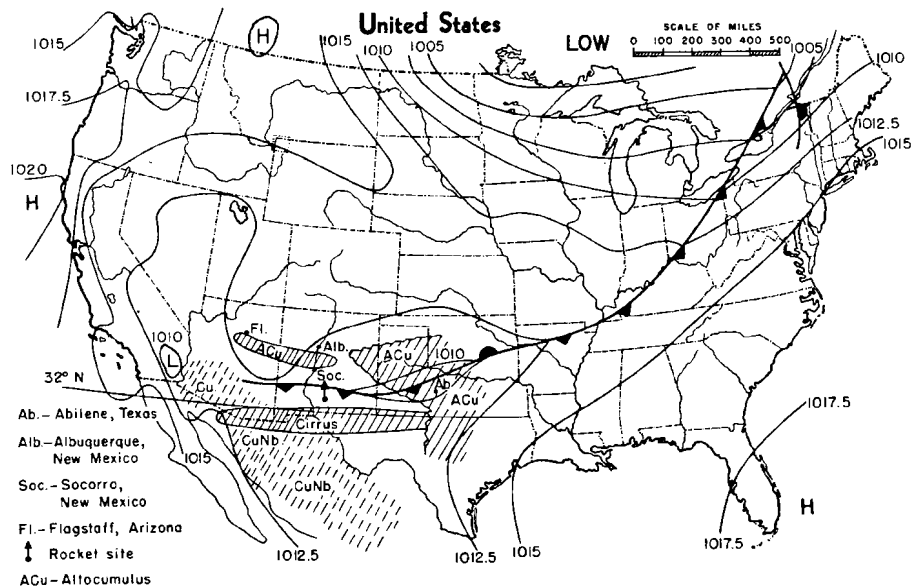 United States
SCALE OF MILES
0 100 200 300 400 500
LOW
H
1015
1015
1010
1005
1005
1010
1017.5
1012.5
1015
1020
H
1010
L
Fl.
ACu
Alb.
ACu
1010
Soc.
Ab
ACu
32° N
Cu
Cirrus
CuNb
CuNb
1015
1017.5
H
1012.5
1012.5
1015
1017.5
Ab.- Abilene, Texas
Alb.-Albuquerque,
New Mexico
Soc.-Socorro,
New Mexico
Fl.-Flagstaff, Arizona
Rocket site
ACu-Altocumulus